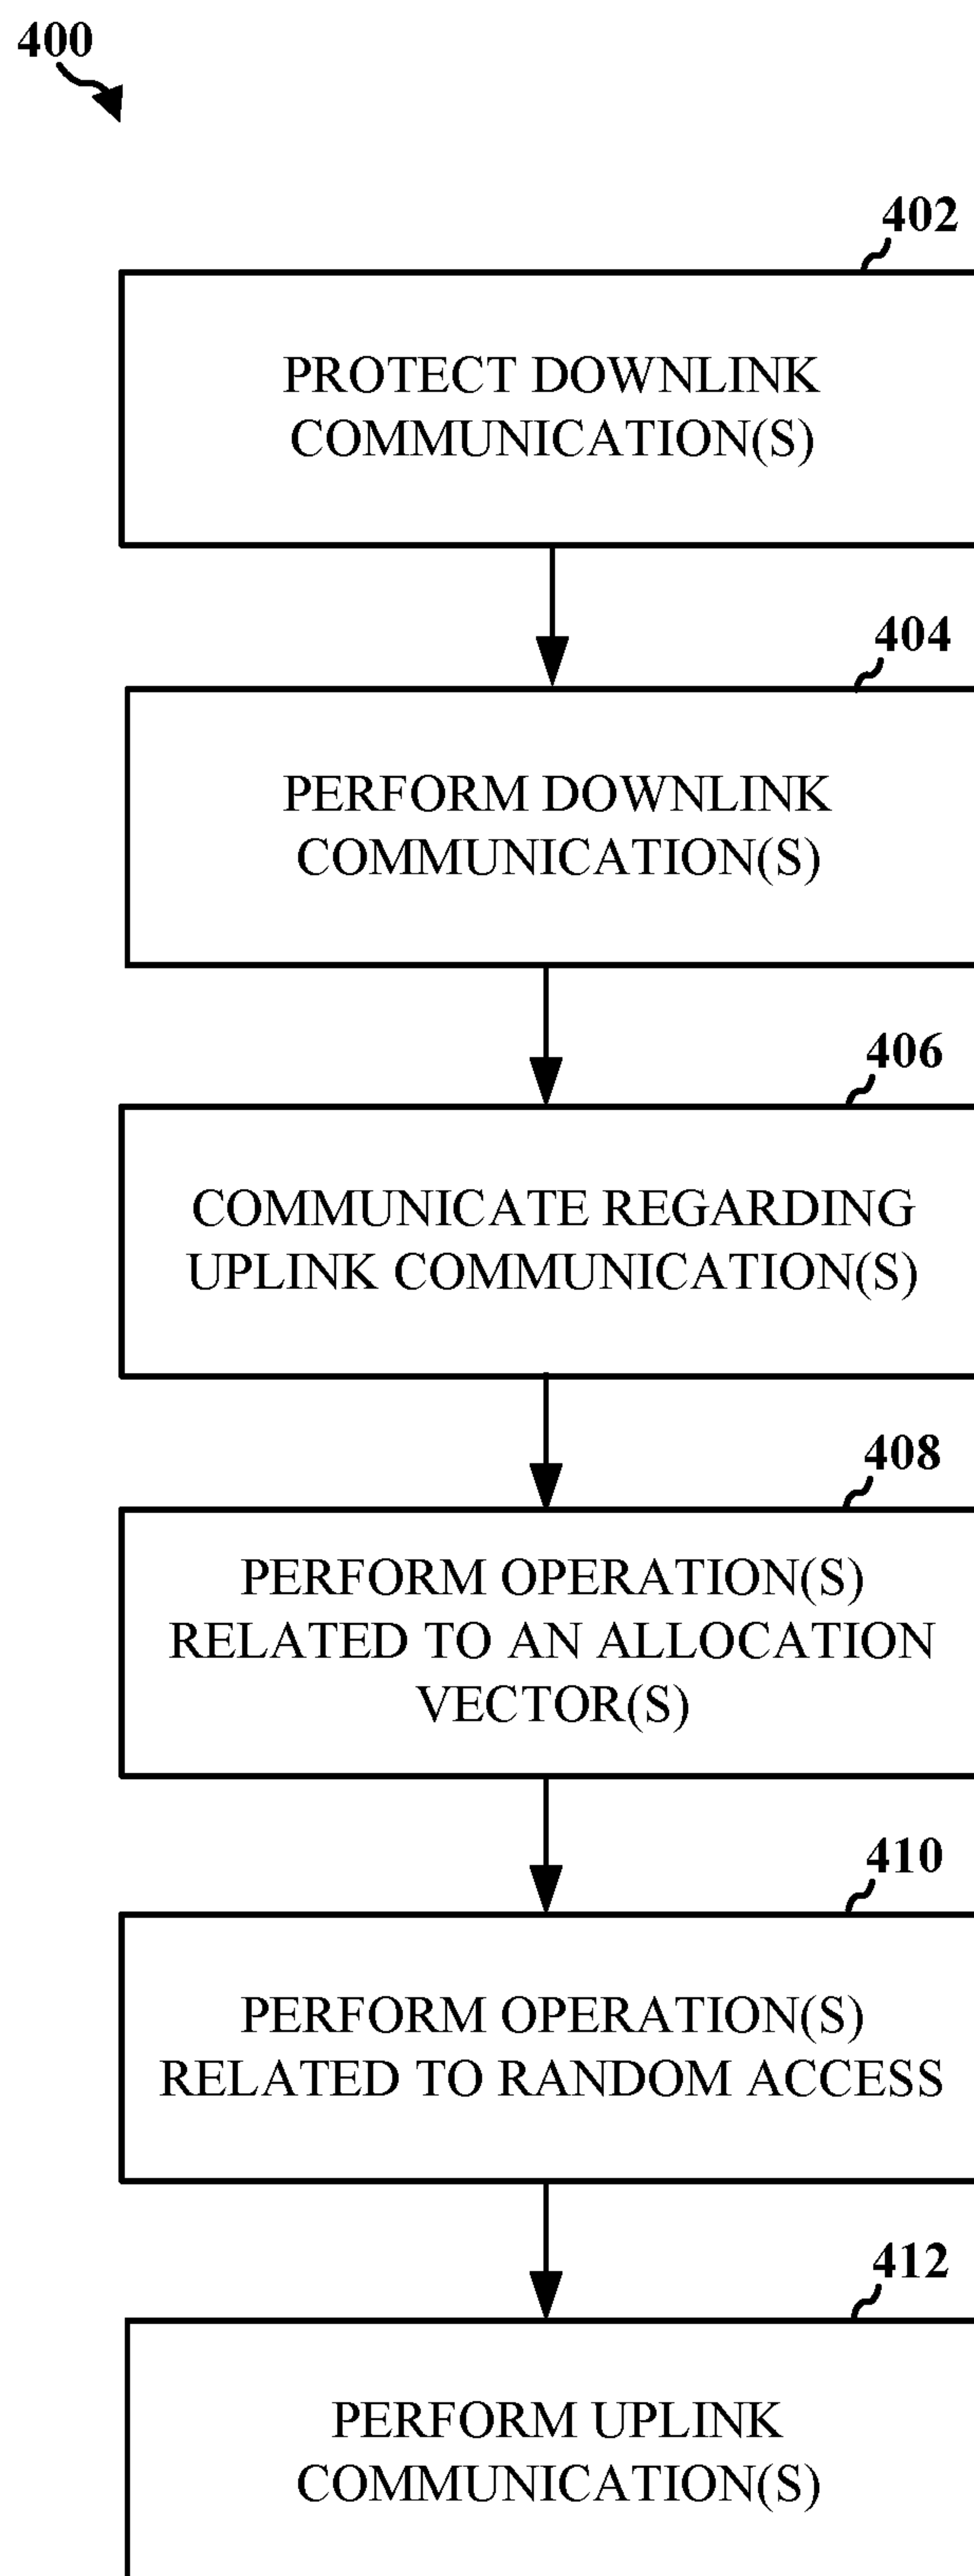 400
402
PROTECT DOWNLINK
COMMUNICATION(S)
404
PERFORM DOWNLINK
COMMUNICATION(S)
406
COMMUNICATE REGARDING
UPLINK COMMUNICATION(S)
408
PERFORM OPERATION(S)
RELATED TO AN ALLOCATION
VECTOR(S)
410
PERFORM OPERATION(S)
RELATED TO RANDOM ACCESS
412
PERFORM UPLINK
COMMUNICATION(S)